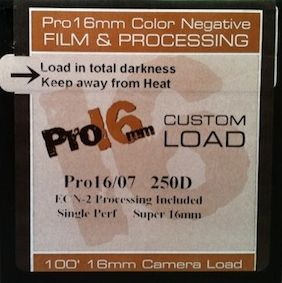 Pro16mm Color Negative
FILM & PROCESSING
Load in total darkness
Keep away from Heat
Pro16mm
CUSTOM
LOAD
Pro16/07 250D
ECN-2 Processing Included
Single Perf Super 16mm
100' 16mm Camera Load